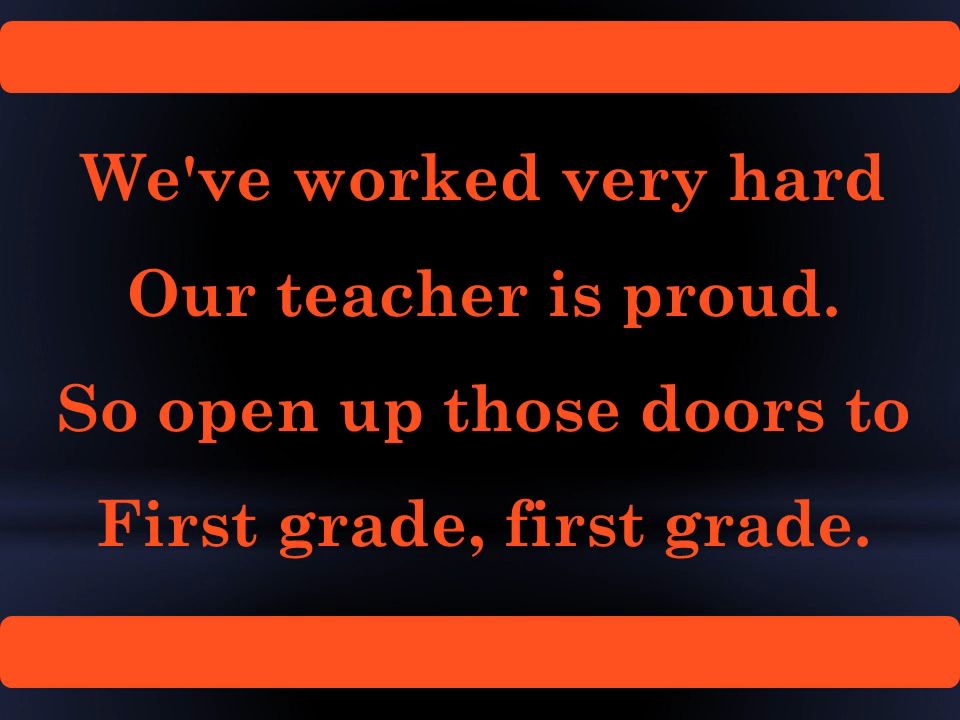 We've worked very hard
Our teacher is proud.
So open up those doors to
First grade, first grade.